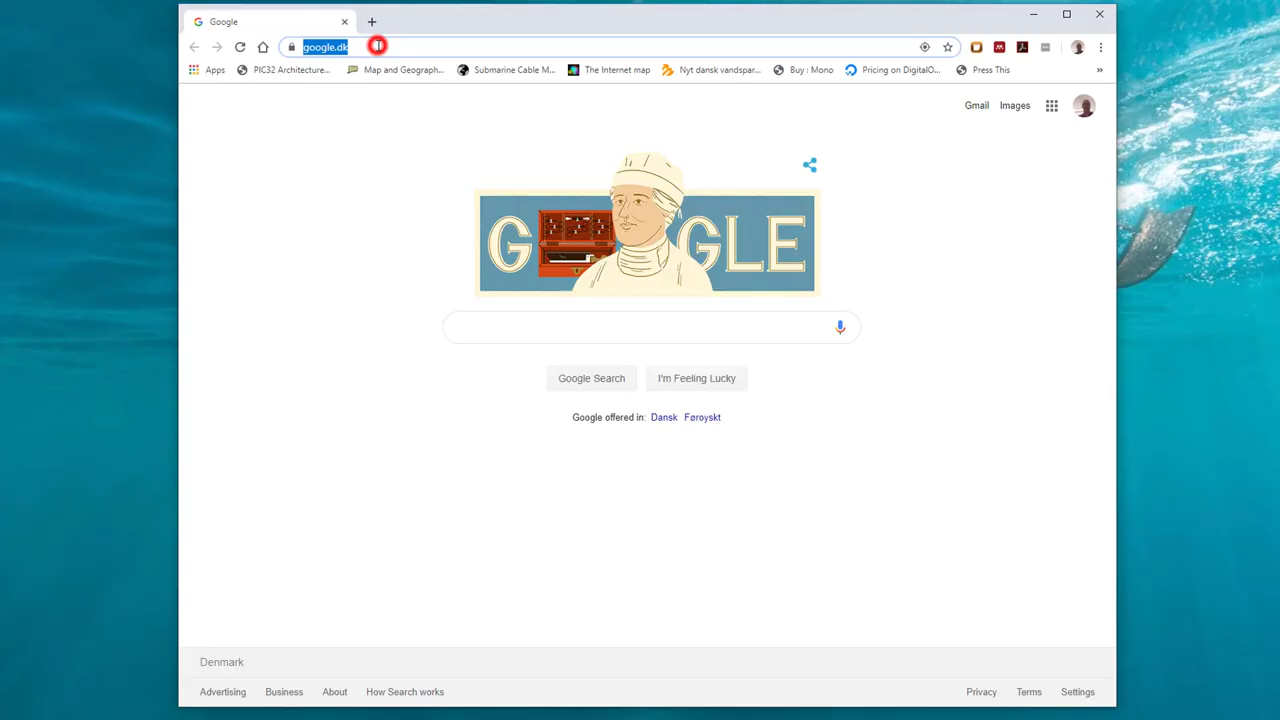 Google
google.dk
Apps PIC32 Architecture... Map and Geograph... Submarine Cable M... The Internet map Nyt dansk vandspar... Buy : Mono Pricing on DigitalO... Press This »
Gmail Images
GOOGLE
Google Search I'm Feeling Lucky
Google offered in: Dansk Føroyskt
Denmark
Advertising Business About How Search works Privacy Terms Settings